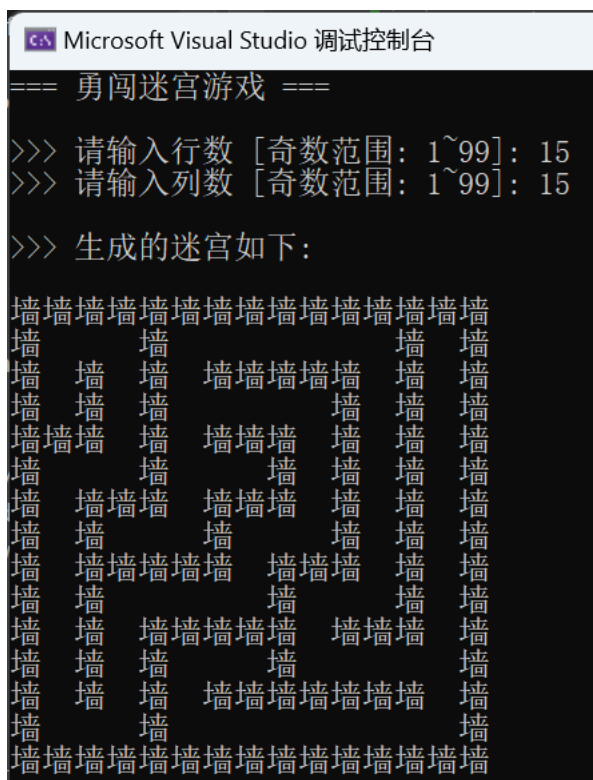 Microsoft Visual Studio 调试控制台
=== 勇闯迷宫游戏 ===
>>> 请输入行数 [奇数范围: 1~99]: 15
>>> 请输入列数 [奇数范围: 1~99]: 15
>>> 生成的迷宫如下:
墙墙墙墙墙墙墙墙墙墙墙墙墙墙墙
墙      墙              墙  墙
墙  墙  墙  墙墙墙墙墙  墙  墙
墙  墙  墙          墙  墙  墙
墙墙墙  墙  墙墙墙  墙  墙  墙
墙      墙      墙  墙  墙  墙
墙  墙墙墙  墙墙墙  墙  墙  墙
墙  墙      墙      墙  墙  墙
墙  墙墙墙墙墙  墙墙墙  墙  墙
墙  墙          墙      墙  墙
墙  墙  墙墙墙墙墙  墙墙墙  墙
墙  墙  墙      墙          墙
墙  墙  墙  墙墙墙墙墙墙墙  墙
墙      墙                  墙
墙墙墙墙墙墙墙墙墙墙墙墙墙墙墙